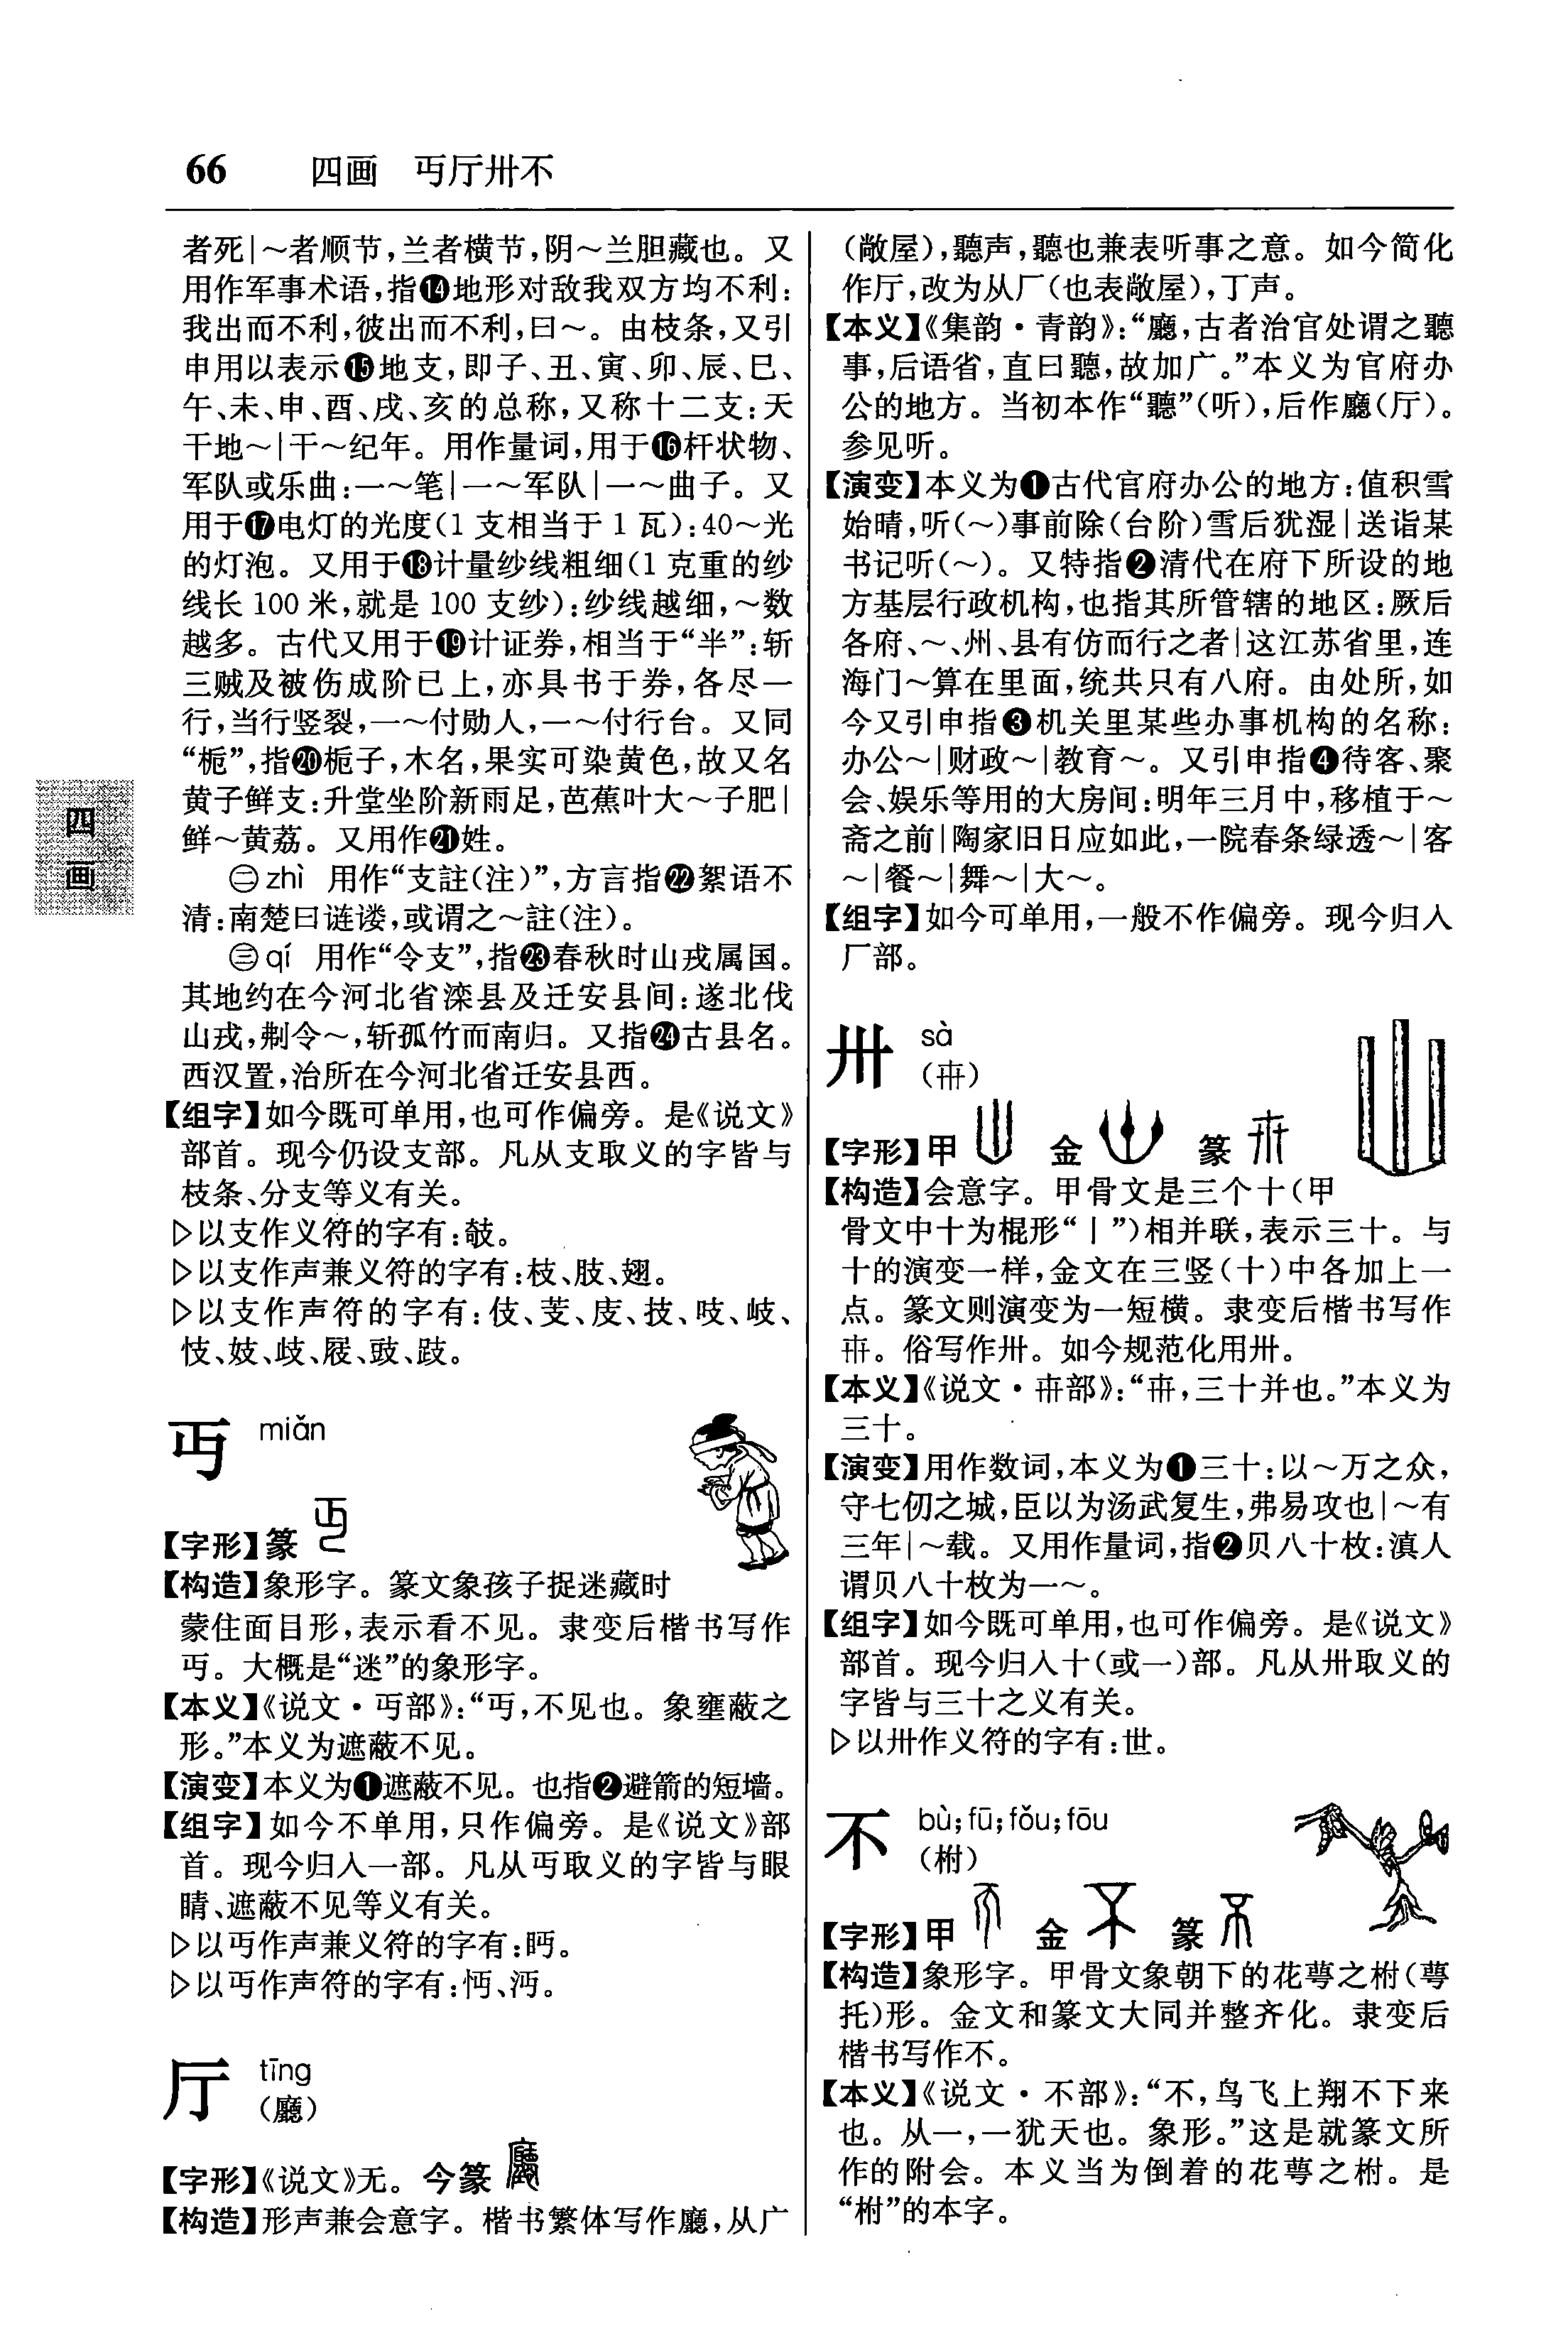 66 四画 丏厅卅不
者死|～者顺节,兰者横节,阴～兰胆藏也。又
用作军事术语,指⓮地形对敌我双方均不利:
我出而不利,彼出而不利,曰～。由枝条,又引
申用以表示⓯地支,即子、丑、寅、卯、辰、巳、
午、未、申、酉、戌、亥的总称,又称十二支:天
干地～|干～纪年。用作量词,用于⓰杆状物、
军队或乐曲:一～笔|一～军队|一～曲子。又
用于⓱电灯的光度(1支相当于1瓦):40～光
的灯泡。又用于⓲计量纱线粗细(1克重的纱
线长100米,就是100支纱):纱线越细,～数
越多。古代又用于⓳计证券,相当于“半”:斩
三贼及被伤成阶已上,亦具书于券,各尽一
行,当行竖裂,一～付勋人,一～付行台。又同
“栀”,指⓴栀子,木名,果实可染黄色,故又名
黄子鲜支:升堂坐阶新雨足,芭蕉叶大～子肥|
鲜～黄荔。又用作㉑姓。
㊁zhì 用作“支註(注)”,方言指㉒絮语不
清:南楚曰谜謱,或谓之～註(注)。
㊂qí 用作“令支”,指㉓春秋时山戎属国。
其地约在今河北省滦县及迁安县间:遂北伐
山戎,刜令～,斩孤竹而南归。又指㉔古县名。
西汉置,治所在今河北省迁安县西。
【组字】如今既可单用,也可作偏旁。是《说文》
部首。现今仍设支部。凡从支取义的字皆与
枝条、分支等义有关。
▷以支作义符的字有:攲。
▷以支作声兼义符的字有:枝、肢、翅。
▷以支作声符的字有:伎、芰、庋、技、吱、岐、
忮、妓、歧、屐、豉、跂。
丏 miǎn
【字形】篆
【构造】象形字。篆文象孩子捉迷藏时
蒙住面目形,表示看不见。隶变后楷书写作
丏。大概是“迷”的象形字。
【本义】《说文·丏部》:“丏,不见也。象壅蔽之
形。”本义为遮蔽不见。
【演变】本义为❶遮蔽不见。也指❷避箭的短墙。
【组字】如今不单用,只作偏旁。是《说文》部
首。现今归入一部。凡从丏取义的字皆与眼
睛、遮蔽不见等义有关。
▷以丏作声兼义符的字有:眄。
▷以丏作声符的字有:忄丏、沔。
厅 tīng
(廳)
【字形】《说文》无。今篆
【构造】形声兼会意字。楷书繁体写作廳,从广
(敞屋),聽声,聽也兼表听事之意。如今简化
作厅,改为从厂(也表敞屋),丁声。
【本义】《集韵·青韵》:“廳,古者治官处谓之聽
事,后语省,直曰聽,故加广。”本义为官府办
公的地方。当初本作“聽”(听),后作廳(厅)。
参见听。
【演变】本义为❶古代官府办公的地方:值积雪
始晴,听(～)事前除(台阶)雪后犹湿|送诣某
书记听(～)。又特指❷清代在府下所设的地
方基层行政机构,也指其所管辖的地区:厥后
各府、～、州、县有仿而行之者|这江苏省里,连
海门～算在里面,统共只有八府。由处所,如
今又引申指❸机关里某些办事机构的名称:
办公～|财政～|教育～。又引申指❹待客、聚
会、娱乐等用的大房间:明年三月中,移植于～
斋之前|陶家旧日应如此,一院春条绿透～|客
～|餐～|舞～|大～。
【组字】如今可单用,一般不作偏旁。现今归入
厂部。
卅 sà
(卋)
【字形】甲 金 篆
【构造】会意字。甲骨文是三个十(甲
骨文中十为棍形“丨”)相并联,表示三十。与
十的演变一样,金文在三竖(十)中各加上一
点。篆文则演变为一短横。隶变后楷书写作
卋。俗写作卅。如今规范化用卅。
【本义】《说文·卋部》:“卋,三十并也。”本义为
三十。
【演变】用作数词,本义为❶三十:以～万之众,
守七仞之城,臣以为汤武复生,弗易攻也|～有
三年|～载。又用作量词,指❷贝八十枚:滇人
谓贝八十枚为一～。
【组字】如今既可单用,也可作偏旁。是《说文》
部首。现今归入十(或一)部。凡从卅取义的
字皆与三十之义有关。
▷以卅作义符的字有:世。
不 bù;fū;fǒu;fōu
(柎)
【字形】甲 金 篆
【构造】象形字。甲骨文象朝下的花萼之柎(萼
托)形。金文和篆文大同并整齐化。隶变后
楷书写作不。
【本义】《说文·不部》:“不,鸟飞上翔不下来
也。从一,一犹天也。象形。”这是就篆文所
作的附会。本义当为倒着的花萼之柎。是
“柎”的本字。
四
画